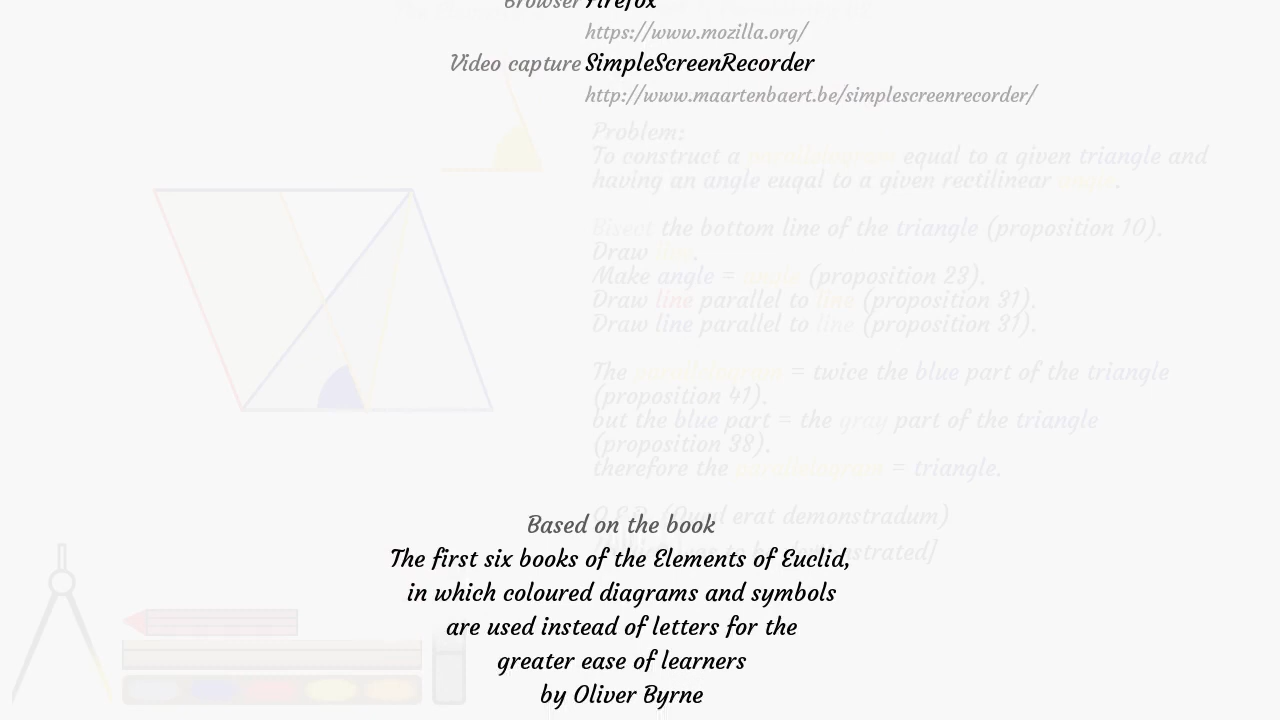 Browser Firefox
https://www.mozilla.org/
Video capture SimpleScreenRecorder
http://www.maartenbaert.be/simplescreenrecorder/
Problem:
To construct a parallelogram equal to a given triangle and
having an angle euqal to a given rectilinear angle.
Bisect the bottom line of the triangle (proposition 10).
Draw line.
Make angle = angle (proposition 23).
Draw line parallel to line (proposition 31).
Draw line parallel to line (proposition 31).
The parallelogram = twice the blue part of the triangle
(proposition 41).
but the blue part = the gray part of the triangle
(proposition 38).
therefore the parallelogram = triangle.
erat demonstradum)
Based on the book
The first six books of the Elements of Euclid,
in which coloured diagrams and symbols
are used instead of letters for the
greater ease of learners
by Oliver Byrne